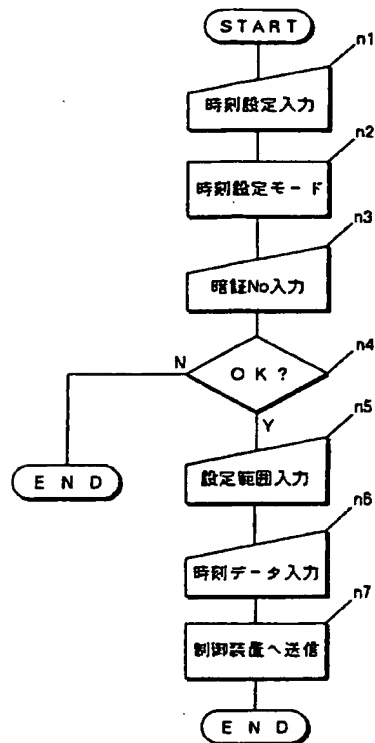 START
n1
時刻設定入力
n2
時刻設定モード
n3
暗証No入力
n4
OK?
N
Y
n5
設定範囲入力
END
n6
時刻データ入力
n7
制御装置へ送信
END